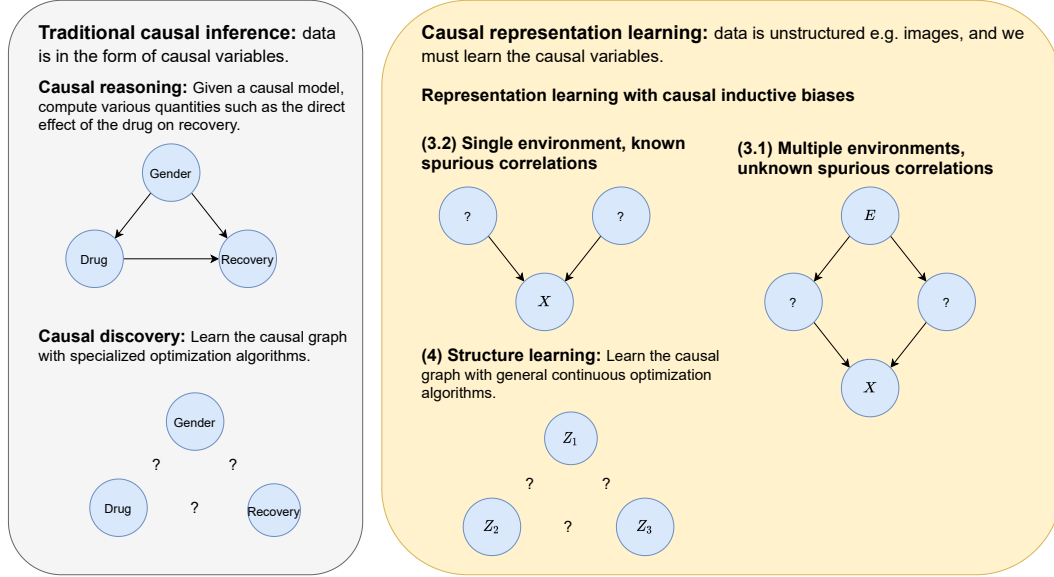 Traditional causal inference: data
is in the form of causal variables.
Causal reasoning: Given a causal model,
compute various quantities such as the direct
effect of the drug on recovery.
Gender
Drug
Recovery
Causal discovery: Learn the causal graph
with specialized optimization algorithms.
Gender
?
?
Drug
?
Recovery
Causal representation learning: data is unstructured e.g. images, and we
must learn the causal variables.
Representation learning with causal inductive biases
(3.2) Single environment, known
spurious correlations
?
?
X
(3.1) Multiple environments,
unknown spurious correlations
E
?
?
X
(4) Structure learning: Learn the causal
graph with general continuous optimization
algorithms.
Z₁
?
?
Z₂
?
Z₃